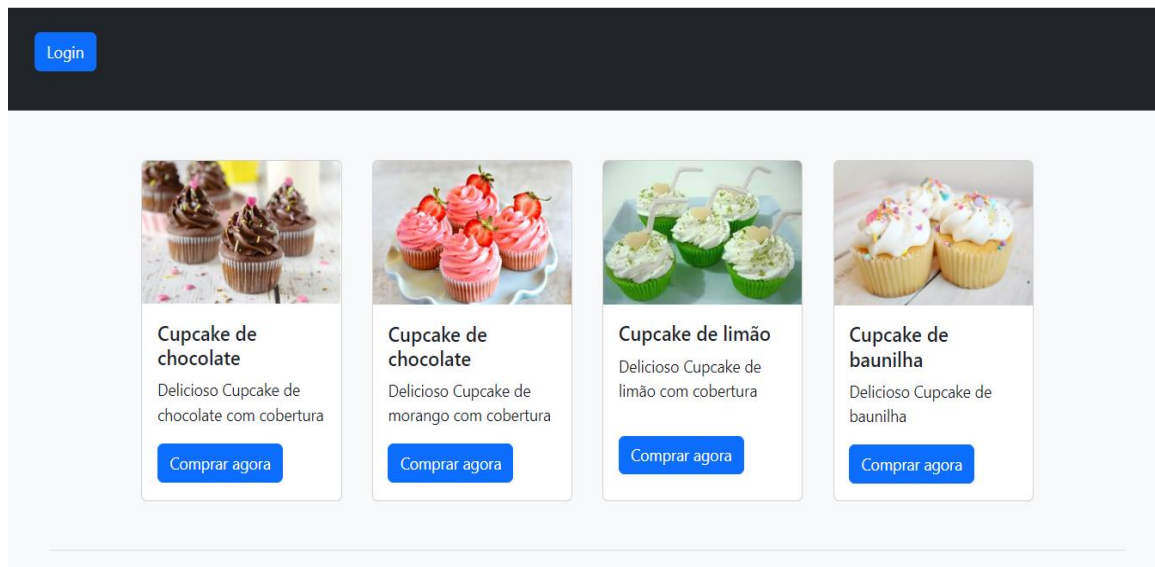 Login
Cupcake de
chocolate
Delicioso Cupcake de
chocolate com cobertura
Comprar agora
Cupcake de
chocolate
Delicioso Cupcake de
morango com cobertura
Comprar agora
Cupcake de limão
Delicioso Cupcake de
limão com cobertura
Comprar agora
Cupcake de
baunilha
Delicioso Cupcake de
baunilha
Comprar agora